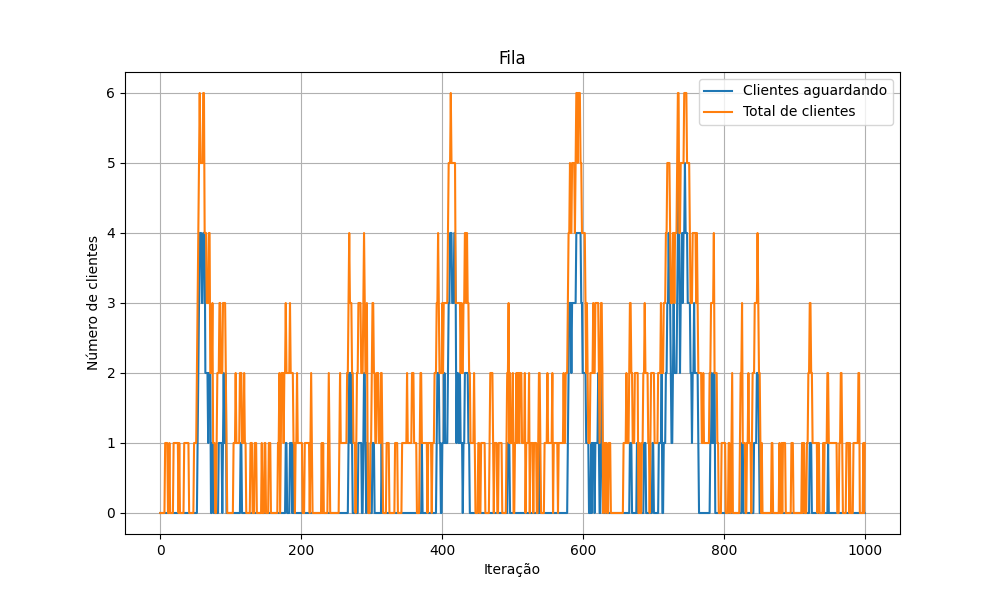 Fila
Clientes aguardando
Total de clientes
Número de clientes
6
5
4
3
2
1
0
0 200 400 600 800 1000
Iteração